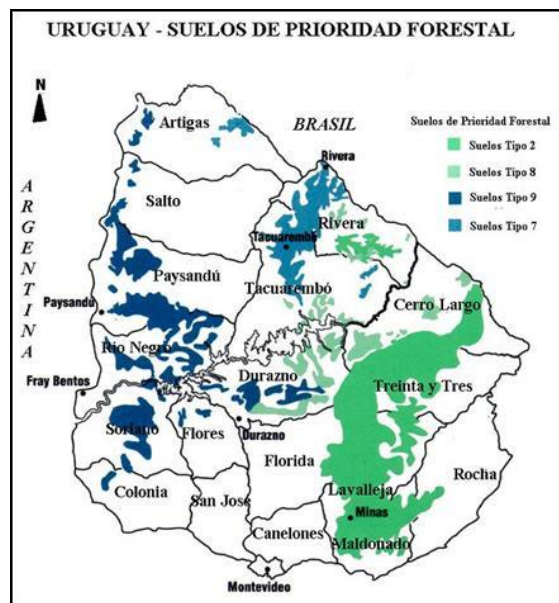 URUGUAY - SUELOS DE PRIORIDAD FORESTAL
N
Artigas
BRASIL
Suelos de Prioridad Forestal
Suelos Tipo 2
Suelos Tipo 8
Suelos Tipo 9
Suelos Tipo 7
ARGENTINA
Rivera
Salto
Rivera
Tacuarembó
Paysandú
Tacuarembó
Cerro Largo
Paysandú
Río Negro
Durazno
Treinta y Tres
Fray Bentos
Soriano
Flores
Durazno
Florida
Rocha
Colonia
San José
Lavalleja
Minas
Canelones
Maldonado
Montevideo